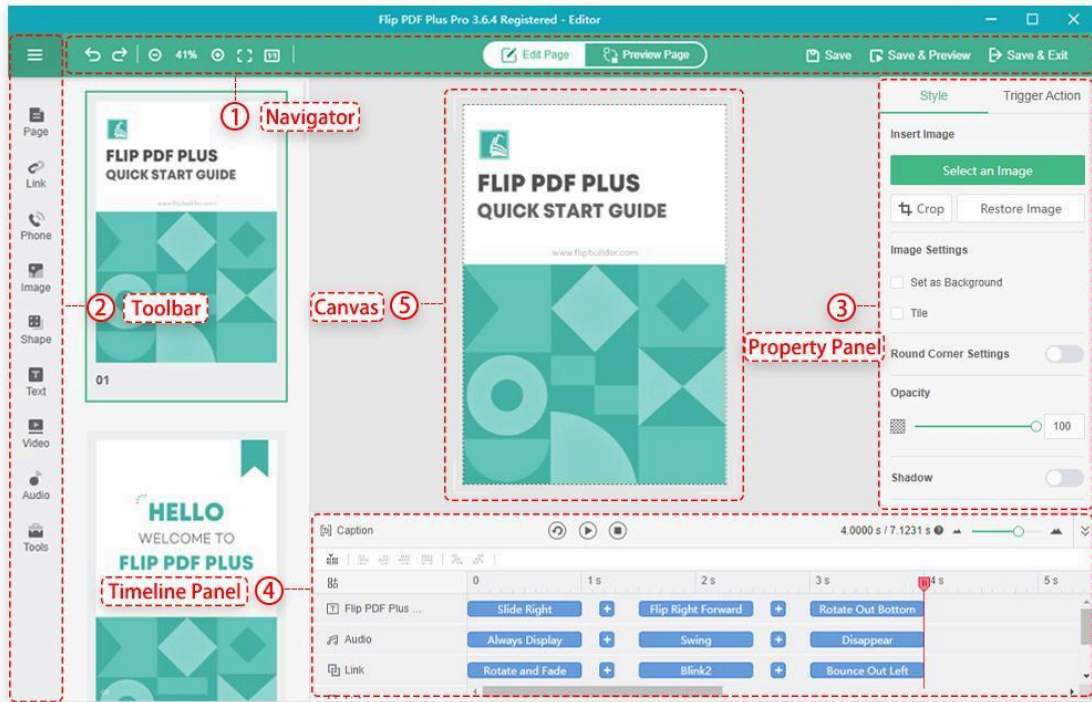 Flip PDF Plus Pro 3.6.4 Registered - Editor
41%
Edit Page
Preview Page
Save
Save & Preview
Save & Exit
① Navigator
Page
Link
Phone
Image
Shape
Text
Video
Audio
Tools
② Toolbar
FLIP PDF PLUS
QUICK START GUIDE
www.flipbuilder.com
01
HELLO
WELCOME TO
FLIP PDF PLUS
FLIP PDF PLUS
QUICK START GUIDE
www.flipbuilder.com
Canvas ⑤
Style
Trigger Action
Insert Image
Select an Image
Crop
Restore Image
Image Settings
Set as Background
Tile
③
Property Panel
Round Corner Settings
Opacity
100
Shadow
Timeline Panel ④
Caption
4.0000 s / 7.1231 s
0 1 s 2 s 3 s 4 s 5 s
Flip PDF Plus ... Slide Right + Flip Right Forward + Rotate Out Bottom
Audio Always Display + Swing + Disappear
Link Rotate and Fade + Blink2 + Bounce Out Left